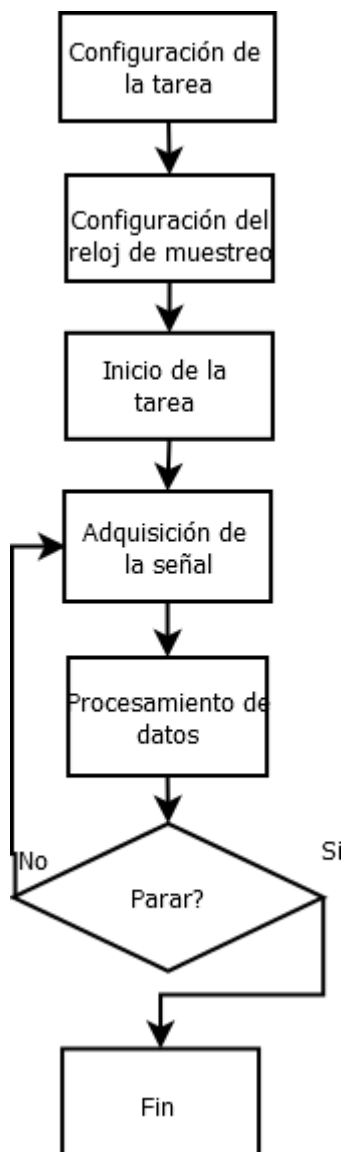 Configuración de
la tarea
Configuración del
reloj de muestreo
Inicio de la
tarea
Adquisición de
la señal
Procesamiento de
datos
No
Si
Parar?
Fin